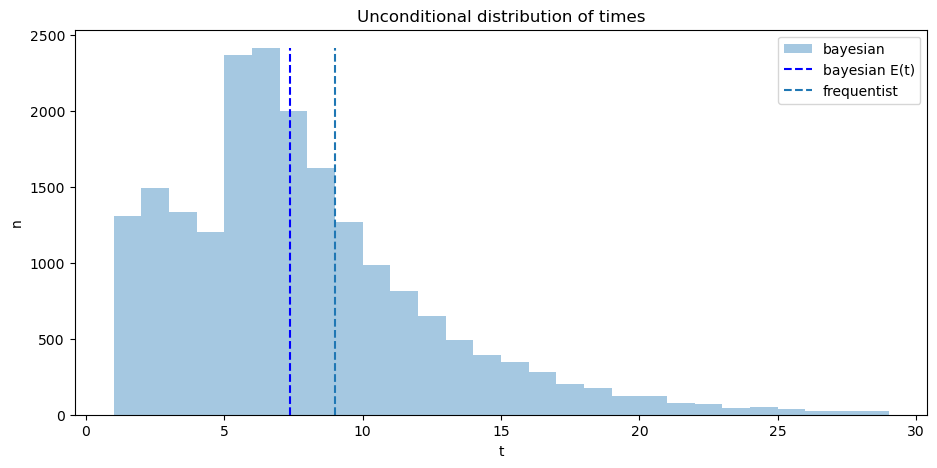 Unconditional distribution of times
bayesian
bayesian E(t)
frequentist
n
2500
2000
1500
1000
500
0
0 5 10 15 20 25 30
t